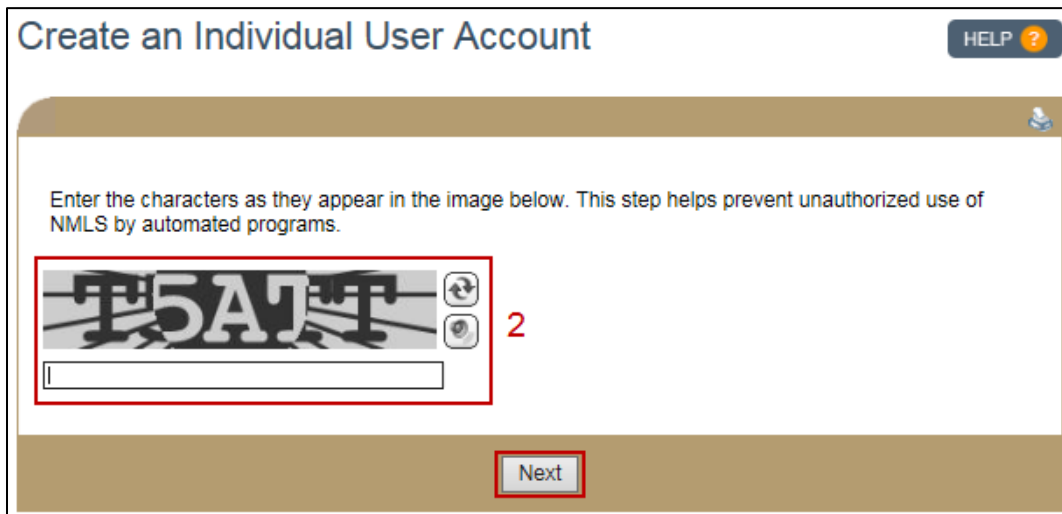 Create an Individual User Account
HELP ?
Enter the characters as they appear in the image below. This step helps prevent unauthorized use of
NMLS by automated programs.
T5AJT
2
Next